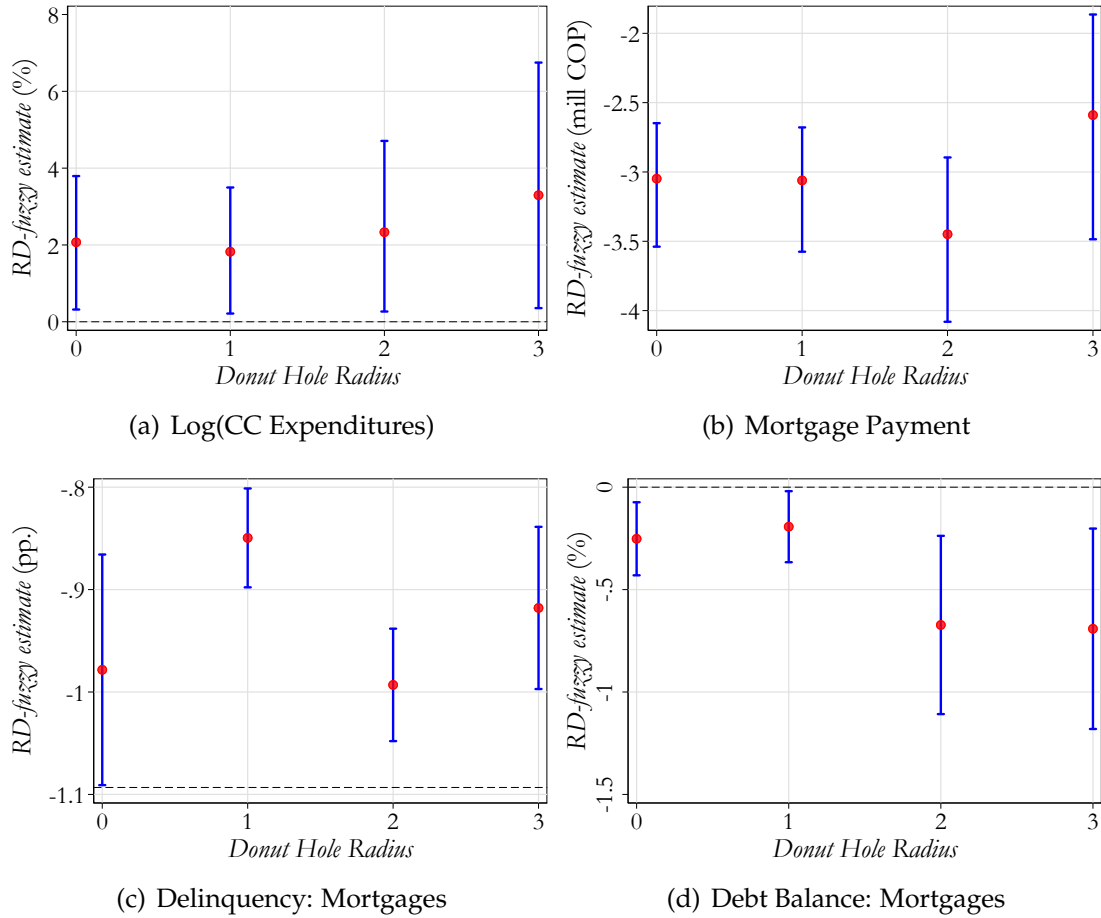 8
6
4
2
0
RD-fuzzy estimate (%)
0 1 2 3
Donut Hole Radius
(a) Log(CC Expenditures)
-2
-2.5
-3
-3.5
-4
RD-fuzzy estimate (mill COP)
0 1 2 3
Donut Hole Radius
(b) Mortgage Payment
-.8
-.9
-1
-1.1
RD-fuzzy estimate (pp.)
0 1 2 3
Donut Hole Radius
(c) Delinquency: Mortgages
0
-.5
-1
-1.5
RD-fuzzy estimate (%)
0 1 2 3
Donut Hole Radius
(d) Debt Balance: Mortgages